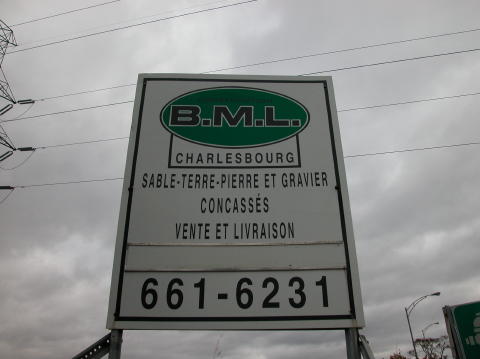 B.M.L.
CHARLESBOURG
SABLE-TERRE-PIERRE ET GRAVIER
CONCASSÉS
VENTE ET LIVRAISON
661-6231